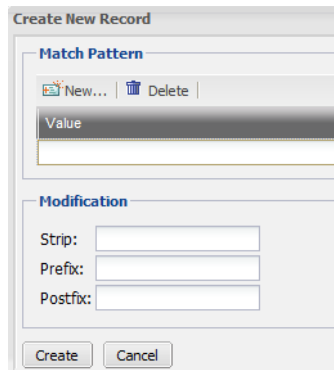 Create New Record
Match Pattern
New... | Delete |
Value
Modification
Strip:
Prefix:
Postfix:
Create Cancel